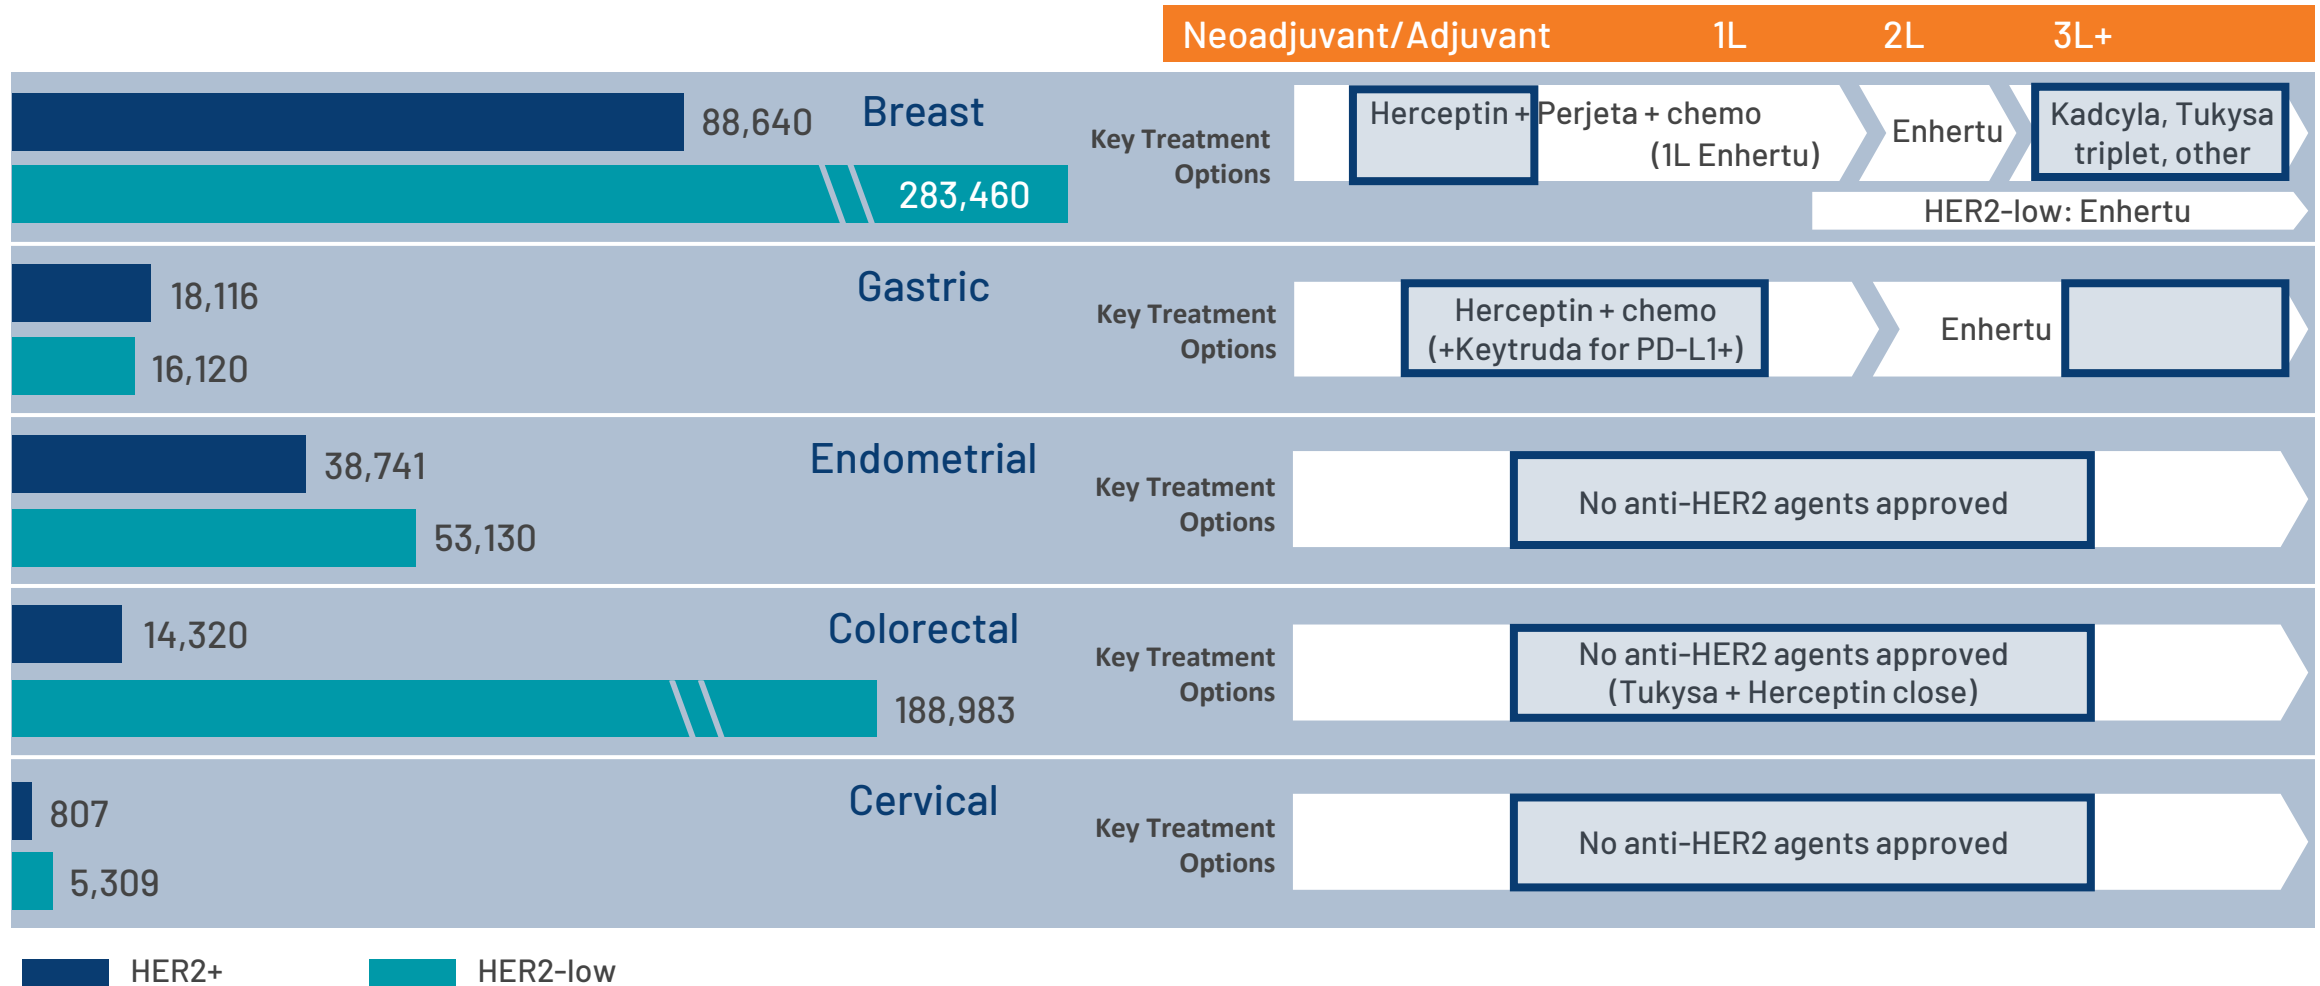 Neoadjuvant/Adjuvant 1L 2L 3L+
88,640
283,460
Breast
Key Treatment
Options
Herceptin + Perjeta + chemo
(1L Enhertu)
Enhertu
Kadcyla, Tukysa
triplet, other
HER2-low: Enhertu
18,116
16,120
Gastric
Key Treatment
Options
Herceptin + chemo
(+Keytruda for PD-L1+)
Enhertu
38,741
53,130
Endometrial
Key Treatment
Options
No anti-HER2 agents approved
14,320
188,983
Colorectal
Key Treatment
Options
No anti-HER2 agents approved
(Tukysa + Herceptin close)
807
5,309
Cervical
Key Treatment
Options
No anti-HER2 agents approved
HER2+ HER2-low